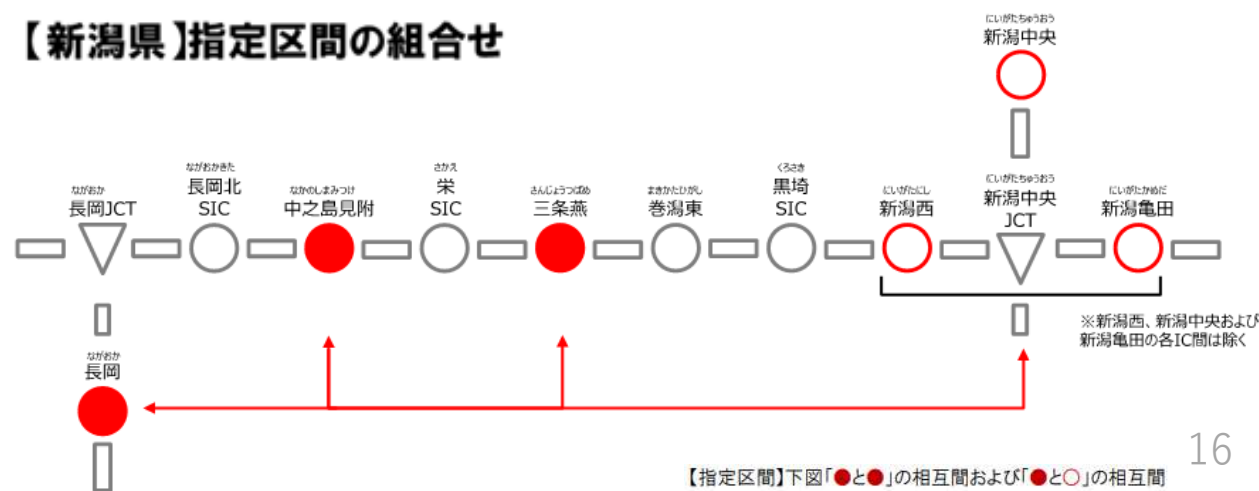 【新潟県】指定区間の組合せ
にいがたちゅうおう
新潟中央
ながおか
長岡JCT
ながおかきた
長岡北
SIC
なかのしまみつけ
中之島見附
さかえ
栄
SIC
さんじょうつばめ
三条燕
まきかたひがし
巻潟東
くろさき
黒埼
SIC
にいがたにし
新潟西
にいがたちゅうおう
新潟中央
JCT
にいがたかめだ
新潟亀田
※新潟西、新潟中央および
新潟亀田の各IC間は除く
ながおか
長岡
【指定区間】下図「●と●」の相互間および「●と○」の相互間
16